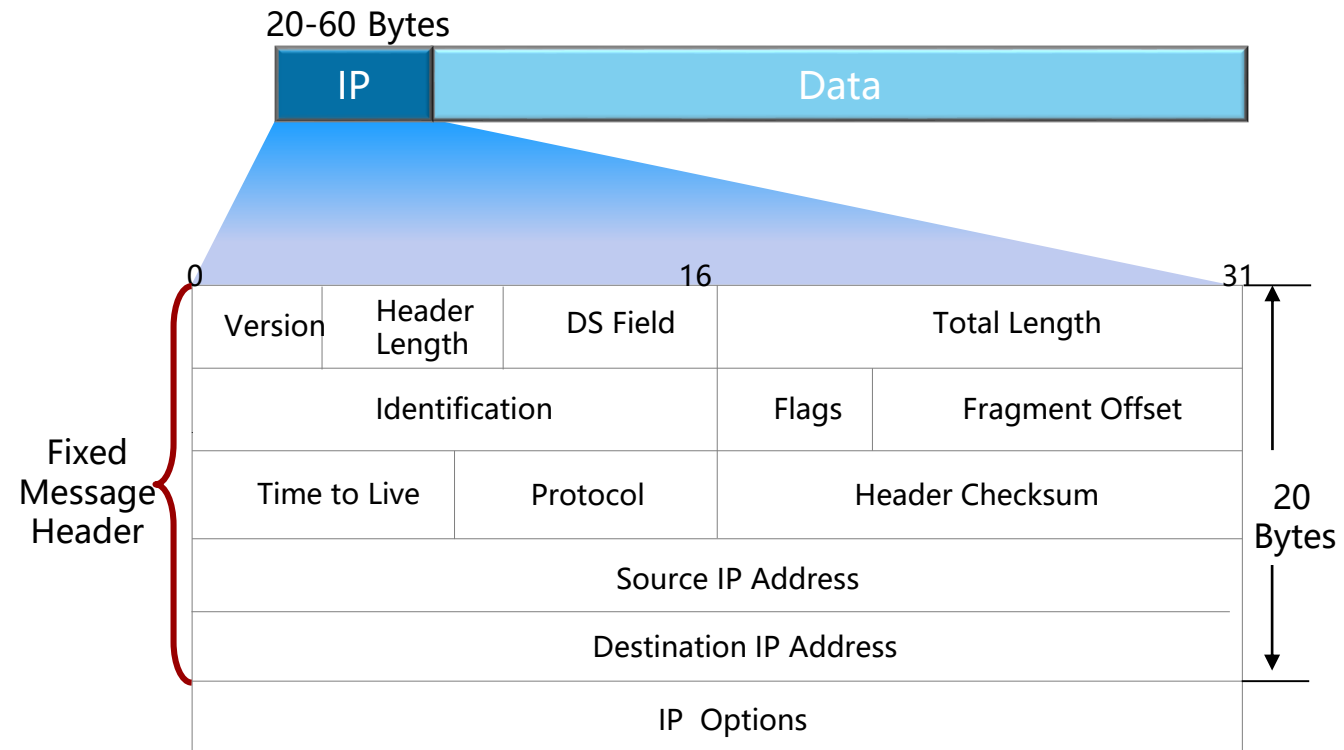 20-60 Bytes
IP
Data
0
16
31
Version
Header
Length
DS Field
Total Length
Identification
Flags
Fragment Offset
Fixed
Message
Header
Time to Live
Protocol
Header Checksum
20
Bytes
Source IP Address
Destination IP Address
IP Options